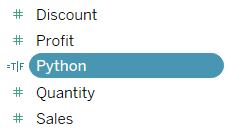 # Discount
# Profit
=T|F Python
# Quantity
# Sales